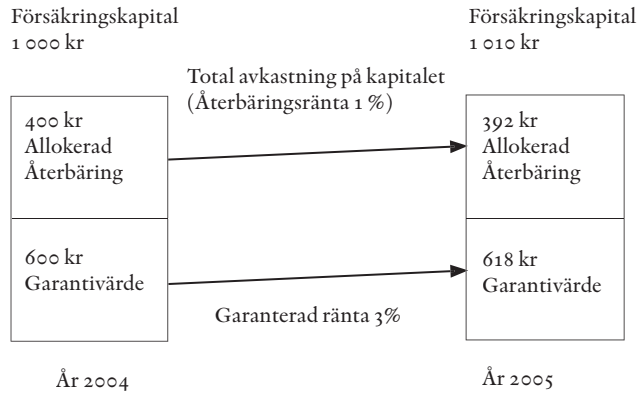 Försäkringskapital
1 000 kr
Försäkringskapital
1 010 kr
Total avkastning på kapitalet
(Återbäringsränta 1 %)
400 kr
Allokerad
Återbäring
392 kr
Allokerad
Återbäring
600 kr
Garantivärde
618 kr
Garantivärde
Garanterad ränta 3%
År 2004
År 2005